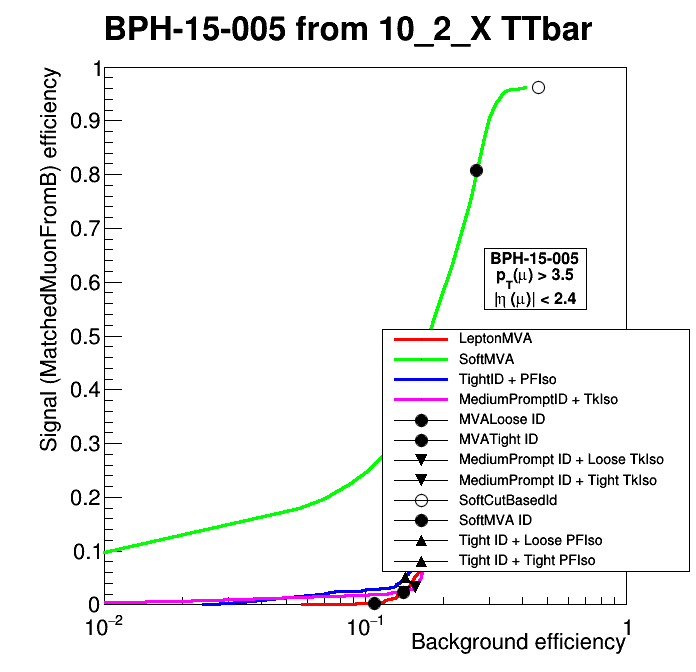 BPH-15-005 from 10_2_X TTbar
Signal (MatchedMuonFromB) efficiency
1
0.9
0.8
0.7
0.6
0.5
0.4
0.3
0.2
0.1
0
BPH-15-005
p_T(μ) > 3.5
|η (μ)| < 2.4
LeptonMVA
SoftMVA
TightID + PFIso
MediumPromptID + TkIso
MVALoose ID
MVATight ID
MediumPrompt ID + Loose TkIso
MediumPrompt ID + Tight TkIso
SoftCutBasedId
SoftMVA ID
Tight ID + Loose PFIso
Tight ID + Tight PFIso
10⁻² 10⁻¹ 1
Background efficiency